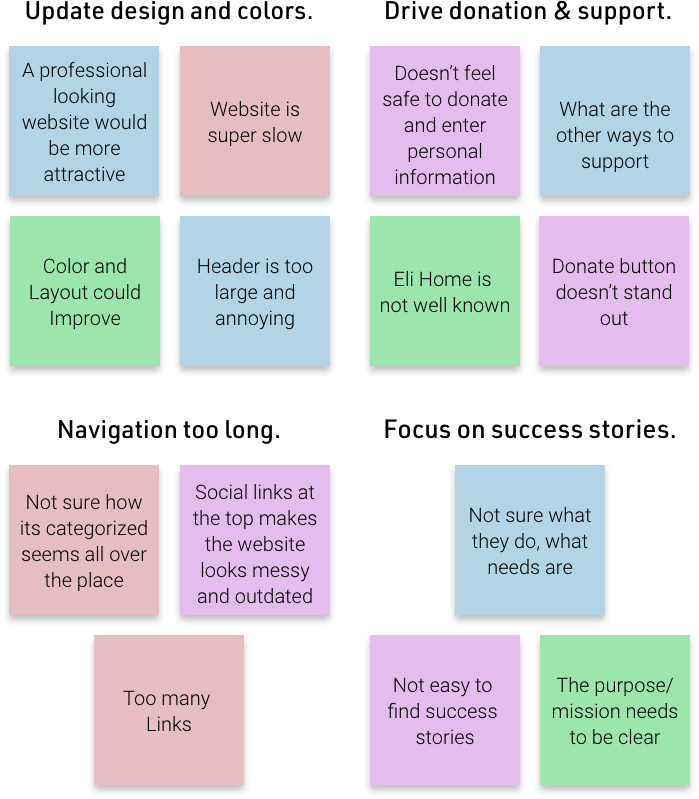 Update design and colors.
A professional
looking
website would
be more
attractive
Website is
super slow
Color and
Layout could
Improve
Header is too
large and
annoying
Drive donation & support.
Doesn’t feel
safe to donate
and enter
personal
information
What are the
other ways to
support
Eli Home is
not well known
Donate button
doesn’t stand
out
Navigation too long.
Not sure how
its categorized
seems all over
the place
Social links at
the top makes
the website
looks messy
and outdated
Too many
Links
Focus on success stories.
Not sure what
they do, what
needs are
Not easy to
find success
stories
The purpose/
mission needs
to be clear